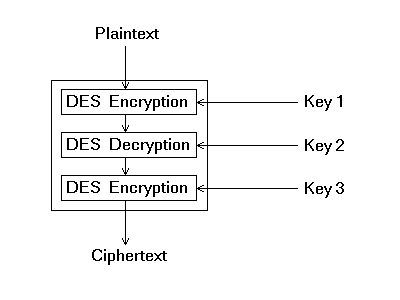 Plaintext
DES Encryption
Key 1
DES Decryption
Key 2
DES Encryption
Key 3
Ciphertext